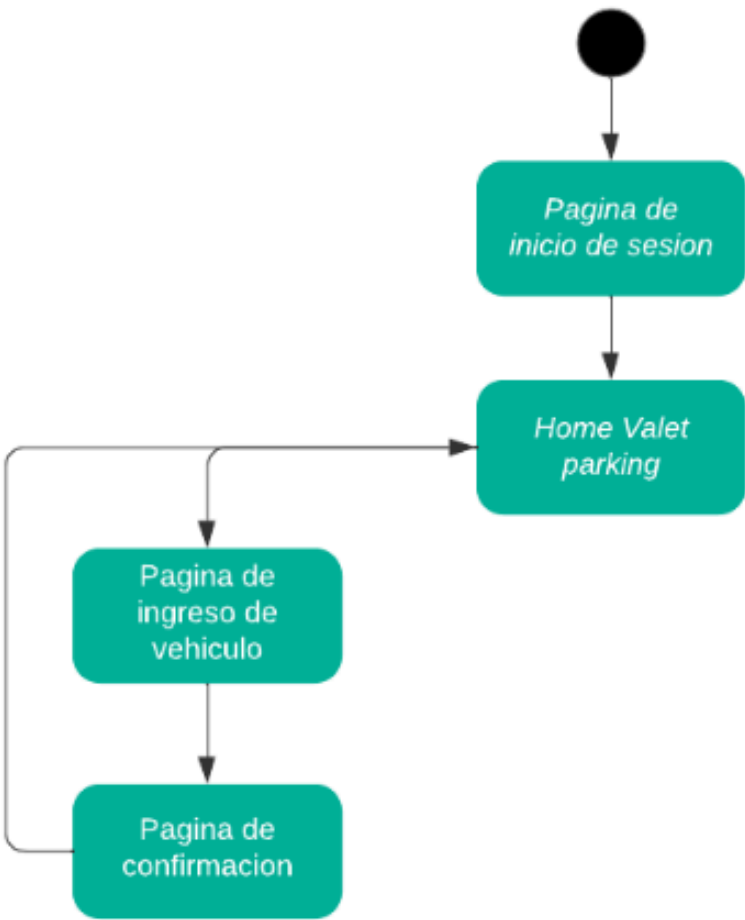 Pagina de
inicio de sesion
Home Valet
parking
Pagina de
ingreso de
vehiculo
Pagina de
confirmacion